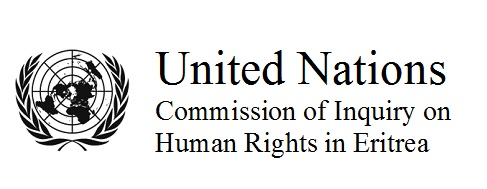 United Nations
Commission of Inquiry on
Human Rights in Eritrea